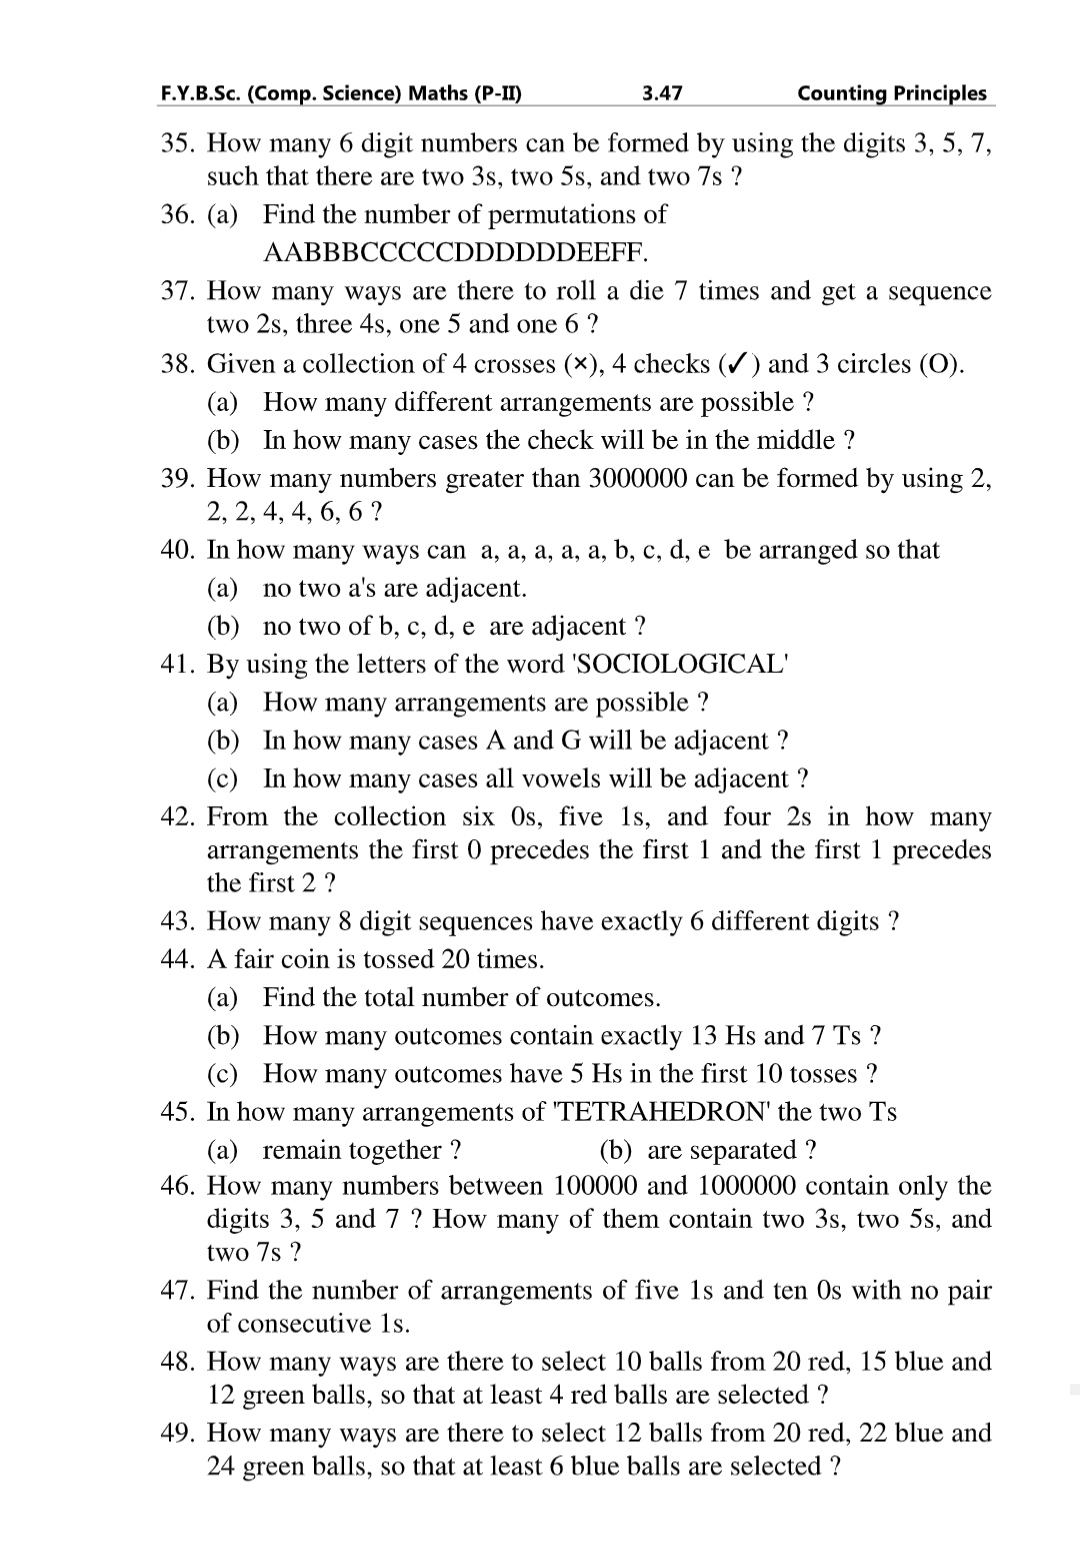 F.Y.B.Sc. (Comp. Science) Maths (P-II) 3.47 Counting Principles
35. How many 6 digit numbers can be formed by using the digits 3, 5, 7,
such that there are two 3s, two 5s, and two 7s ?
36. (a) Find the number of permutations of
AABBBCCCCCDDDDDDEEFF.
37. How many ways are there to roll a die 7 times and get a sequence
two 2s, three 4s, one 5 and one 6 ?
38. Given a collection of 4 crosses (×), 4 checks (✓) and 3 circles (O).
(a) How many different arrangements are possible ?
(b) In how many cases the check will be in the middle ?
39. How many numbers greater than 3000000 can be formed by using 2,
2, 2, 4, 4, 6, 6 ?
40. In how many ways can a, a, a, a, a, b, c, d, e be arranged so that
(a) no two a's are adjacent.
(b) no two of b, c, d, e are adjacent ?
41. By using the letters of the word 'SOCIOLOGICAL'
(a) How many arrangements are possible ?
(b) In how many cases A and G will be adjacent ?
(c) In how many cases all vowels will be adjacent ?
42. From the collection six 0s, five 1s, and four 2s in how many
arrangements the first 0 precedes the first 1 and the first 1 precedes
the first 2 ?
43. How many 8 digit sequences have exactly 6 different digits ?
44. A fair coin is tossed 20 times.
(a) Find the total number of outcomes.
(b) How many outcomes contain exactly 13 Hs and 7 Ts ?
(c) How many outcomes have 5 Hs in the first 10 tosses ?
45. In how many arrangements of 'TETRAHEDRON' the two Ts
(a) remain together ? (b) are separated ?
46. How many numbers between 100000 and 1000000 contain only the
digits 3, 5 and 7 ? How many of them contain two 3s, two 5s, and
two 7s ?
47. Find the number of arrangements of five 1s and ten 0s with no pair
of consecutive 1s.
48. How many ways are there to select 10 balls from 20 red, 15 blue and
12 green balls, so that at least 4 red balls are selected ?
49. How many ways are there to select 12 balls from 20 red, 22 blue and
24 green balls, so that at least 6 blue balls are selected ?